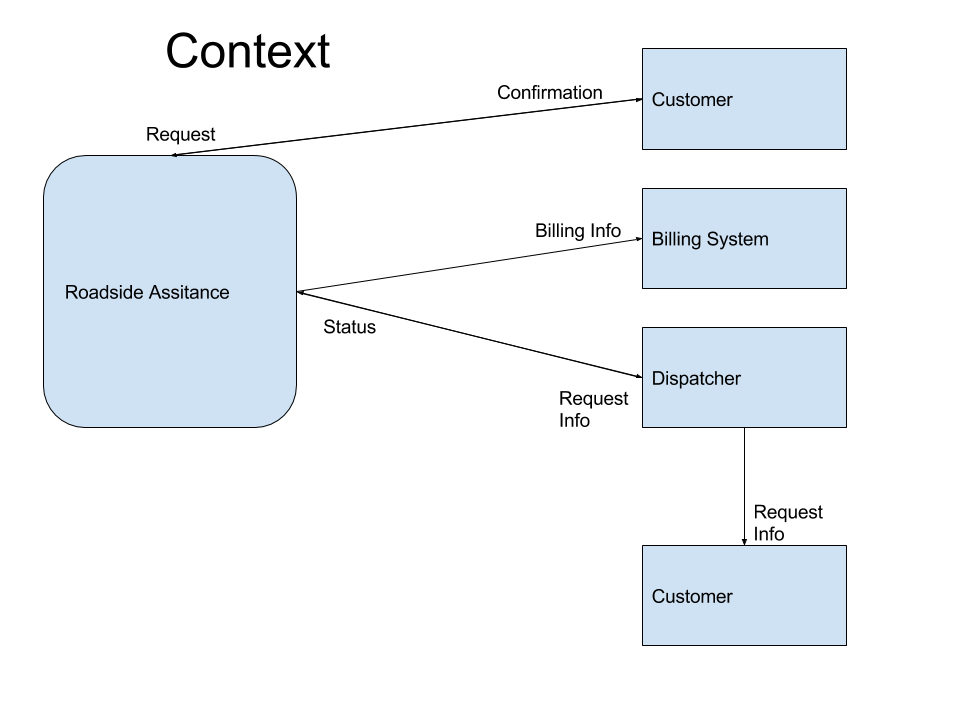 Context
Confirmation
Customer
Request
Billing Info
Billing System
Roadside Assitance
Status
Dispatcher
Request
Info
Request
Info
Customer